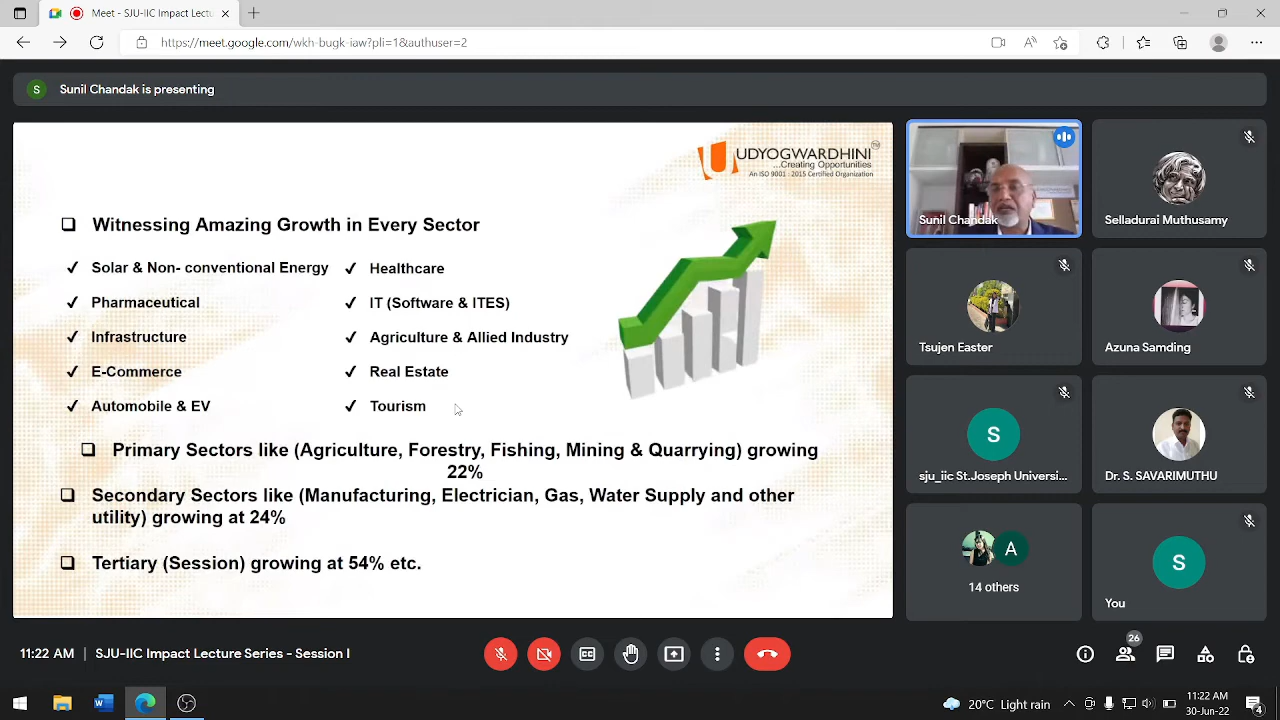 Meet - SJU-IIC Impact Lectu
https://meet.google.com/wkh-bugk-iaw?pli=1&authuser=2
S
Sunil Chandak is presenting
UDYOGWARDHINI TM
...Creating Opportunities
An ISO 9001 : 2015 Certified Organization
Witnessing Amazing Growth in Every Sector
Solar & Non- conventional Energy
Healthcare
Pharmaceutical
IT (Software & ITES)
Infrastructure
Agriculture & Allied Industry
E-Commerce
Real Estate
Automobile & EV
Tourism
Primary Sectors like (Agriculture, Forestry, Fishing, Mining & Quarrying) growing
22%
Secondary Sectors like (Manufacturing, Electrician, Gas, Water Supply and other
utility) growing at 24%
Tertiary (Session) growing at 54% etc.
Sunil Chandak
Selladurai Muthusamy
Tsujen Easter
Azuna Samding
S
sju_iic St.Joseph Universi...
Dr. S. SAVARIMUTHU
A
14 others
S
You
11:22 AM | SJU-IIC Impact Lecture Series - Session I
26
20°C Light rain
11:22 AM
30-Jun-22